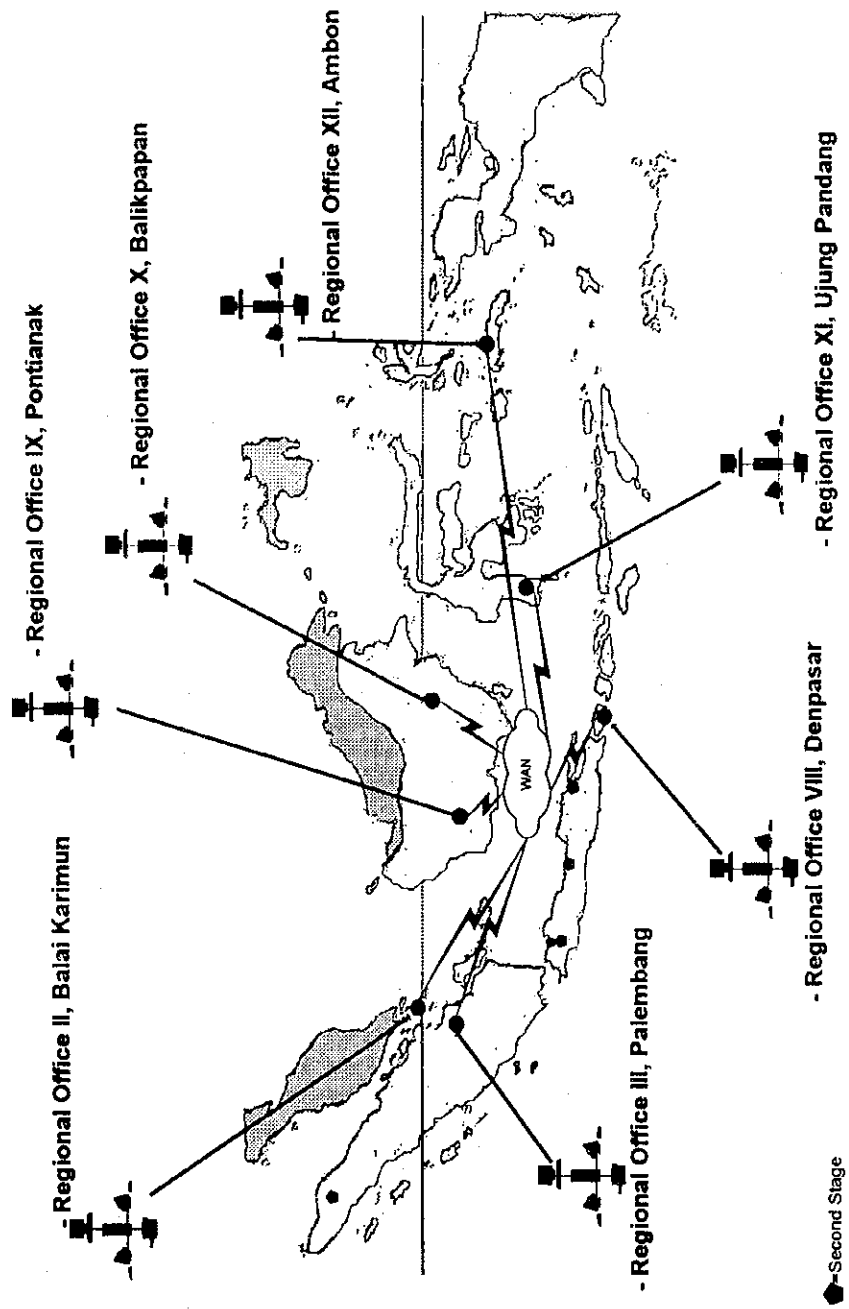 - Regional Office II, Balai Karimun
- Regional Office IX, Pontianak
- Regional Office X, Balikpapan
- Regional Office XII, Ambon
WAN
- Regional Office III, Palembang
- Regional Office VIII, Denpasar
- Regional Office XI, Ujung Pandang
=Second Stage